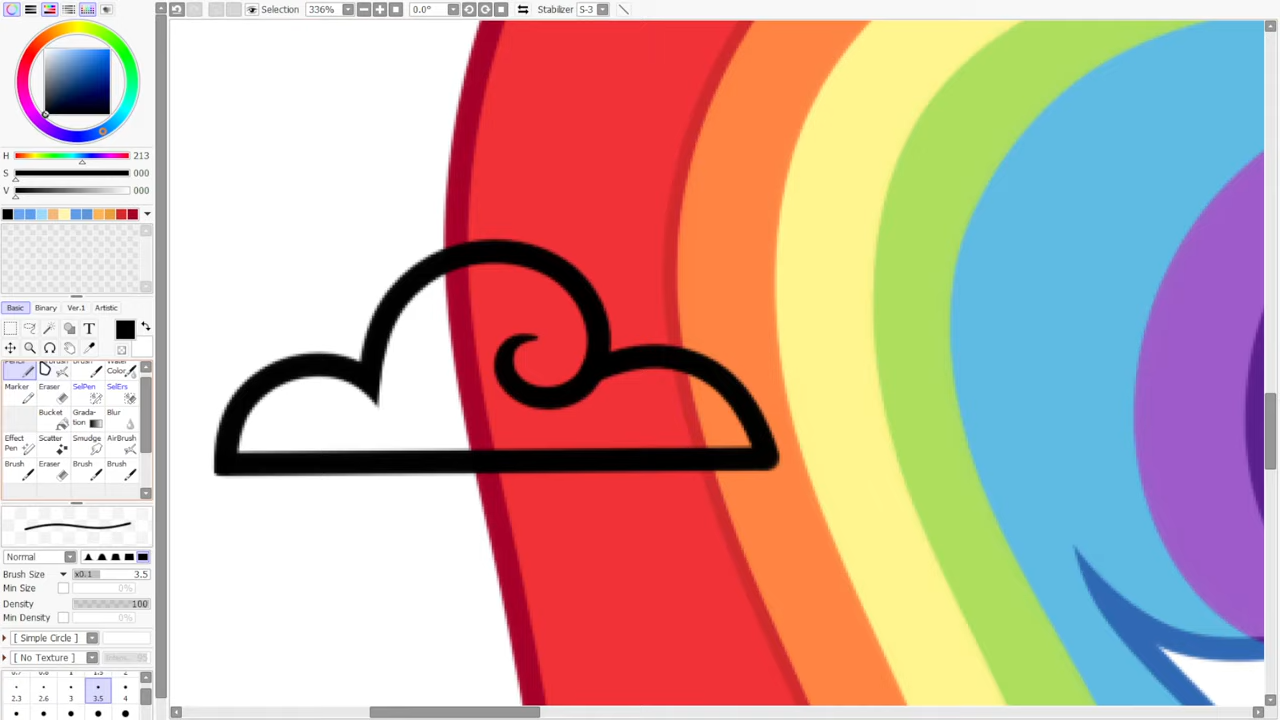 Selection 336% 0.0° Stabilizer S-3
H 213
S 000
V 000
Basic Binary Ver.1 Artistic
T
Color
Marker Eraser SelPen SelErs
Bucket Grada-tion Blur
Effect Pen Scatter Smudge AirBrush
Brush Eraser Brush Brush
Normal
Brush Size x0.1 3.5
Min Size 0%
Density 100
Min Density 0%
[ Simple Circle ]
[ No Texture ]
2.3 2.6 3 3.5 4